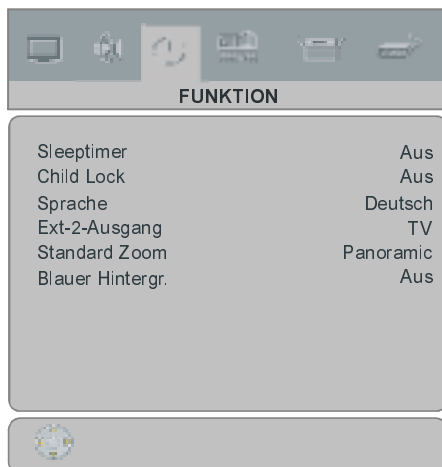 FUNKTION
Sleeptimer Aus
Child Lock Aus
Sprache Deutsch
Ext-2-Ausgang TV
Standard Zoom Panoramic
Blauer Hintergr. Aus